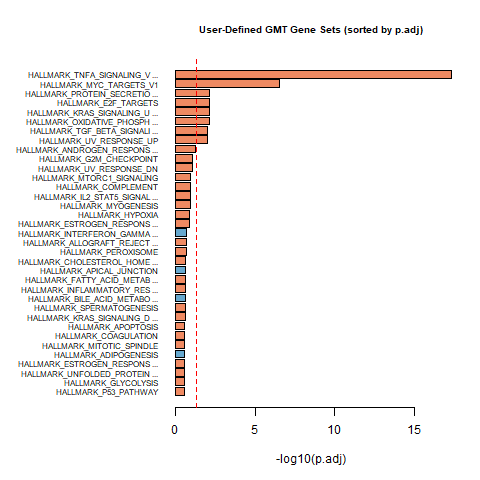 User-Defined GMT Gene Sets (sorted by p.adj)
HALLMARK_TNFA_SIGNALING_V ...
HALLMARK_MYC_TARGETS_V1
HALLMARK_PROTEIN_SECRETIO ...
HALLMARK_E2F_TARGETS
HALLMARK_KRAS_SIGNALING_U ...
HALLMARK_OXIDATIVE_PHOSPH ...
HALLMARK_TGF_BETA_SIGNALI ...
HALLMARK_UV_RESPONSE_UP
HALLMARK_ANDROGEN_RESPONS ...
HALLMARK_G2M_CHECKPOINT
HALLMARK_UV_RESPONSE_DN
HALLMARK_MTORC1_SIGNALING
HALLMARK_COMPLEMENT
HALLMARK_IL2_STAT5_SIGNAL ...
HALLMARK_MYOGENESIS
HALLMARK_HYPOXIA
HALLMARK_ESTROGEN_RESPONS ...
HALLMARK_INTERFERON_GAMMA ...
HALLMARK_ALLOGRAFT_REJECT ...
HALLMARK_PEROXISOME
HALLMARK_CHOLESTEROL_HOME ...
HALLMARK_APICAL_JUNCTION
HALLMARK_FATTY_ACID_METAB ...
HALLMARK_INFLAMMATORY_RES ...
HALLMARK_BILE_ACID_METABO ...
HALLMARK_SPERMATOGENESIS
HALLMARK_KRAS_SIGNALING_D ...
HALLMARK_APOPTOSIS
HALLMARK_COAGULATION
HALLMARK_MITOTIC_SPINDLE
HALLMARK_ADIPOGENESIS
HALLMARK_ESTROGEN_RESPONS ...
HALLMARK_UNFOLDED_PROTEIN ...
HALLMARK_GLYCOLYSIS
HALLMARK_P53_PATHWAY
0 5 10 15
-log10(p.adj)